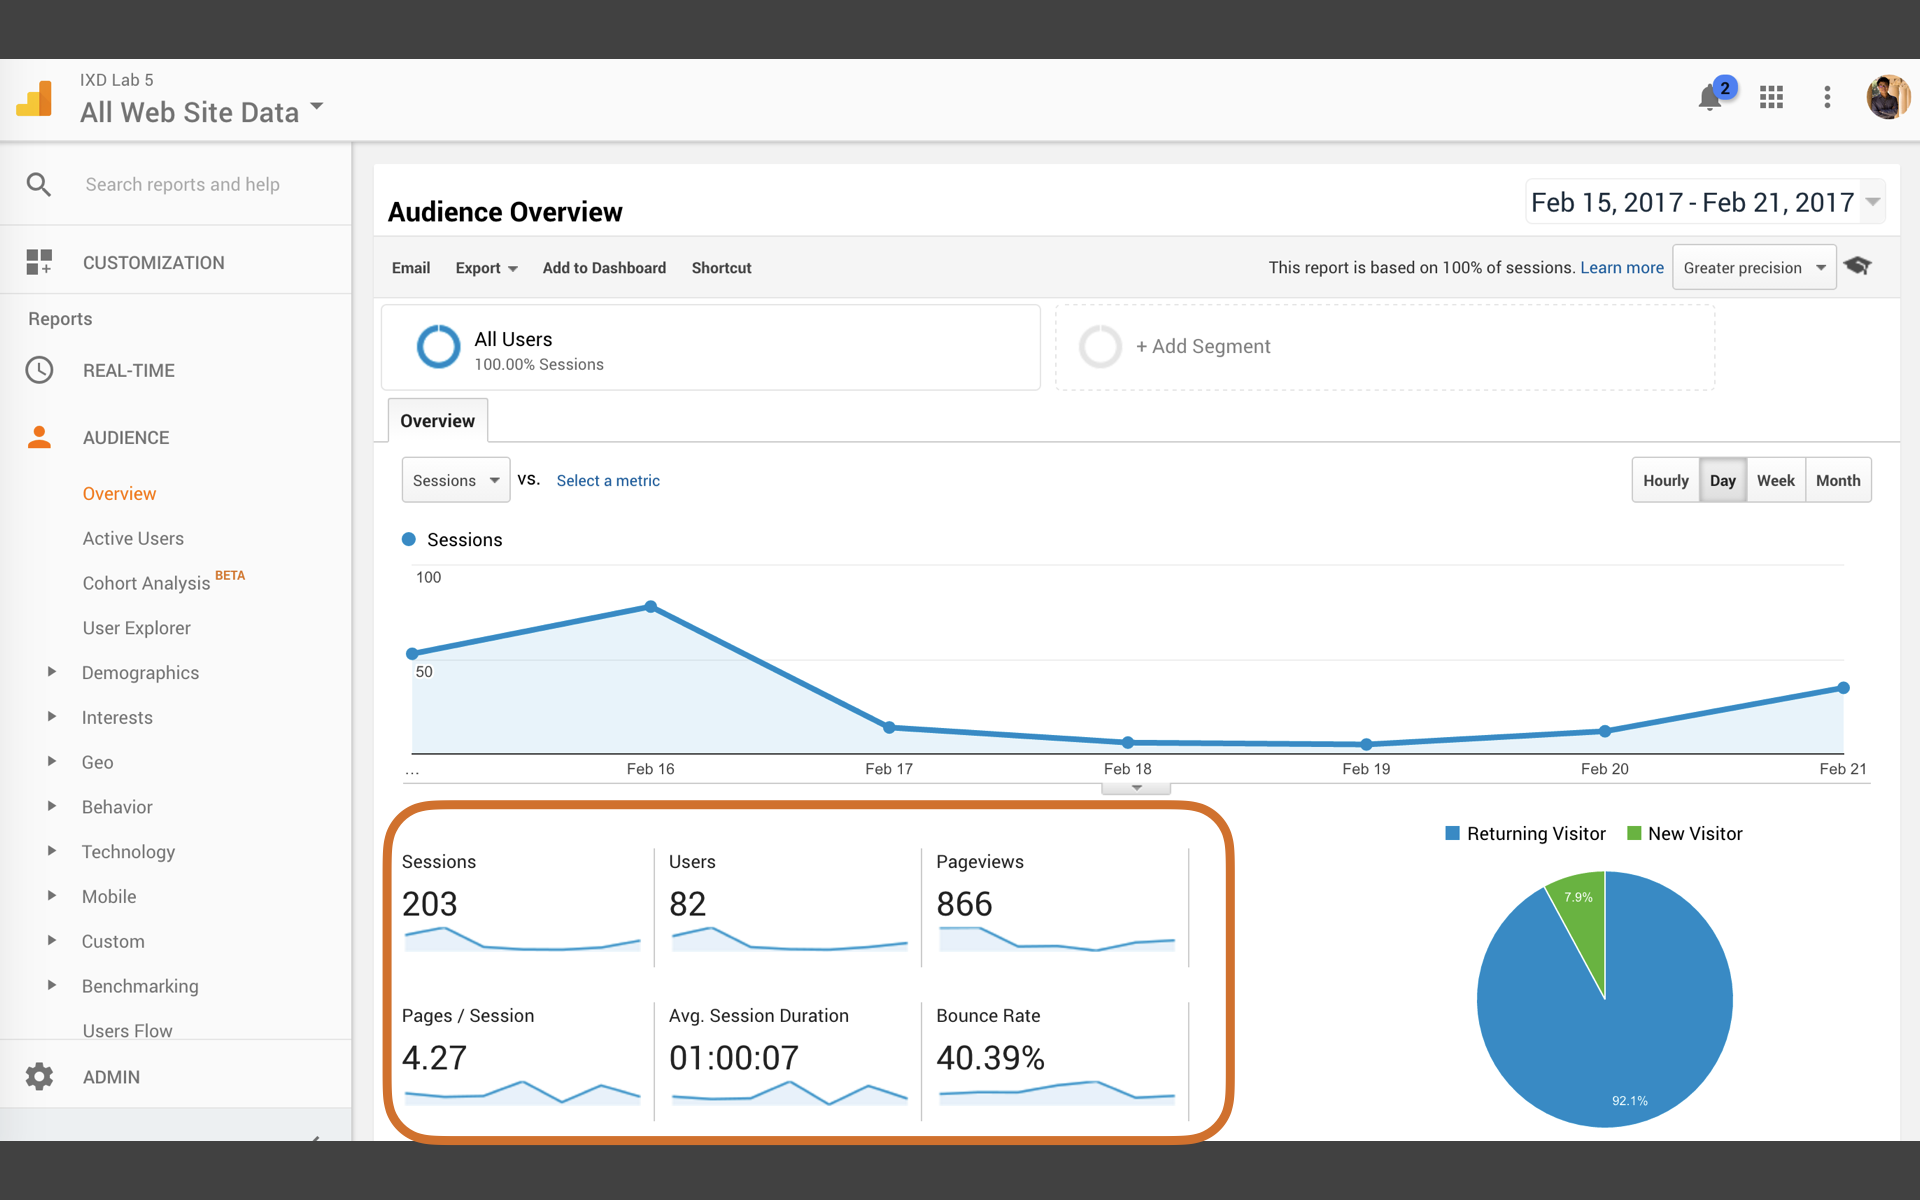 IXD Lab 5
All Web Site Data
2
Search reports and help
CUSTOMIZATION
Reports
REAL-TIME
AUDIENCE
Overview
Active Users
Cohort Analysis BETA
User Explorer
Demographics
Interests
Geo
Behavior
Technology
Mobile
Custom
Benchmarking
Users Flow
ADMIN
Audience Overview
Feb 15, 2017 - Feb 21, 2017
Email Export Add to Dashboard Shortcut
This report is based on 100% of sessions. Learn more Greater precision
All Users
100.00% Sessions
+ Add Segment
Overview
Sessions vs. Select a metric
Hourly Day Week Month
Sessions
100
50
... Feb 16 Feb 17 Feb 18 Feb 19 Feb 20 Feb 21
Sessions
203
Users
82
Pageviews
866
Pages / Session
4.27
Avg. Session Duration
01:00:07
Bounce Rate
40.39%
Returning Visitor New Visitor
7.9%
92.1%